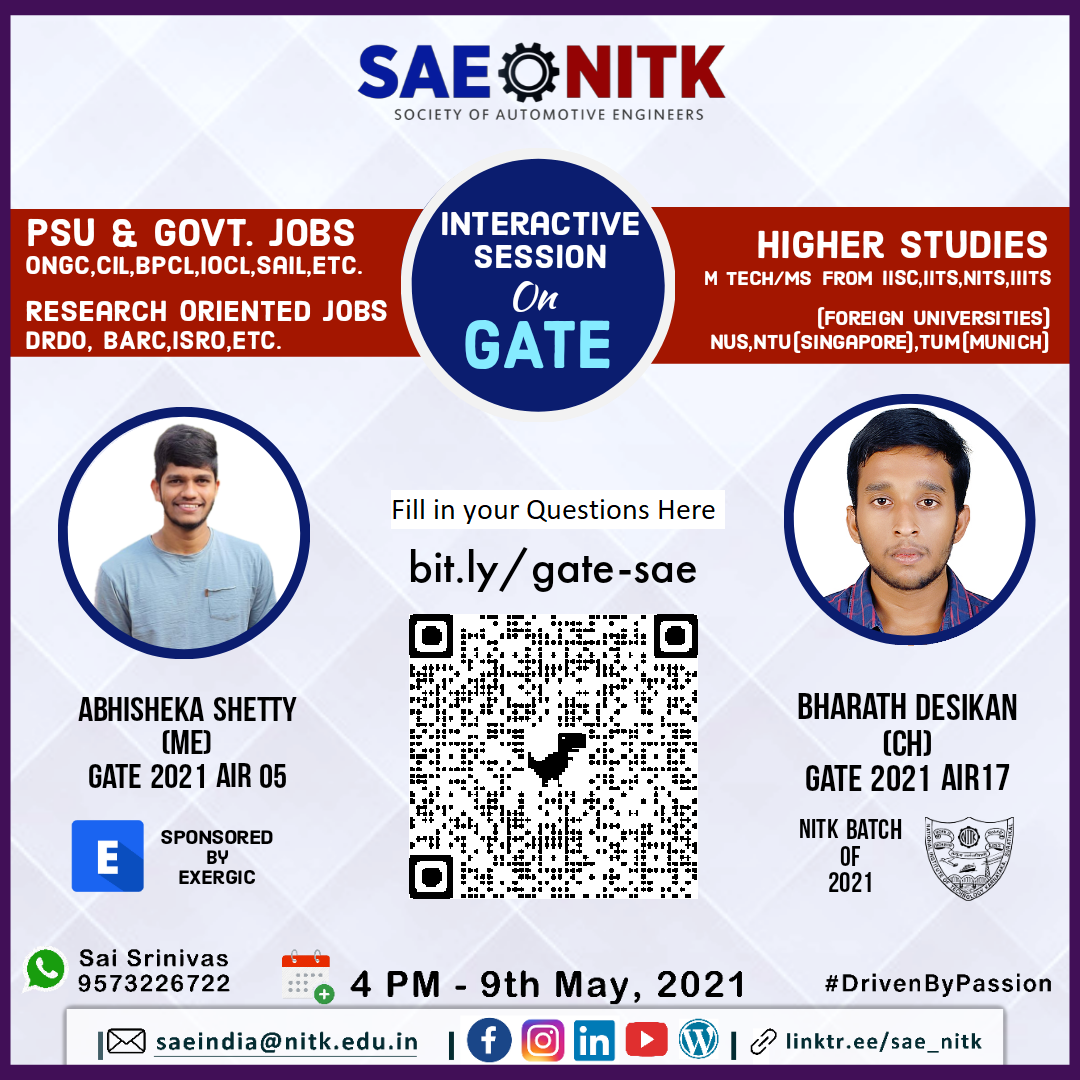 SAE NITK
SOCIETY OF AUTOMOTIVE ENGINEERS
PSU & GOVT. JOBS
ONGC,CIL,BPCL,IOCL,SAIL,ETC.
RESEARCH ORIENTED JOBS
DRDO, BARC,ISRO,ETC.
INTERACTIVE
SESSION
On
GATE
HIGHER STUDIES
M TECH/MS FROM IISC,IITS,NITS,IIITS
(FOREIGN UNIVERSITIES)
NUS,NTU(SINGAPORE),TUM(MUNICH)
Fill in your Questions Here
bit.ly/gate-sae
ABHISHEKA SHETTY
(ME)
GATE 2021 AIR 05
E
SPONSORED
BY
EXERGIC
BHARATH DESIKAN
(CH)
GATE 2021 AIR17
NITK BATCH
OF
2021
Sai Srinivas
9573226722
4 PM - 9th May, 2021
#DrivenByPassion
saeindia@nitk.edu.in
linktr.ee/sae_nitk